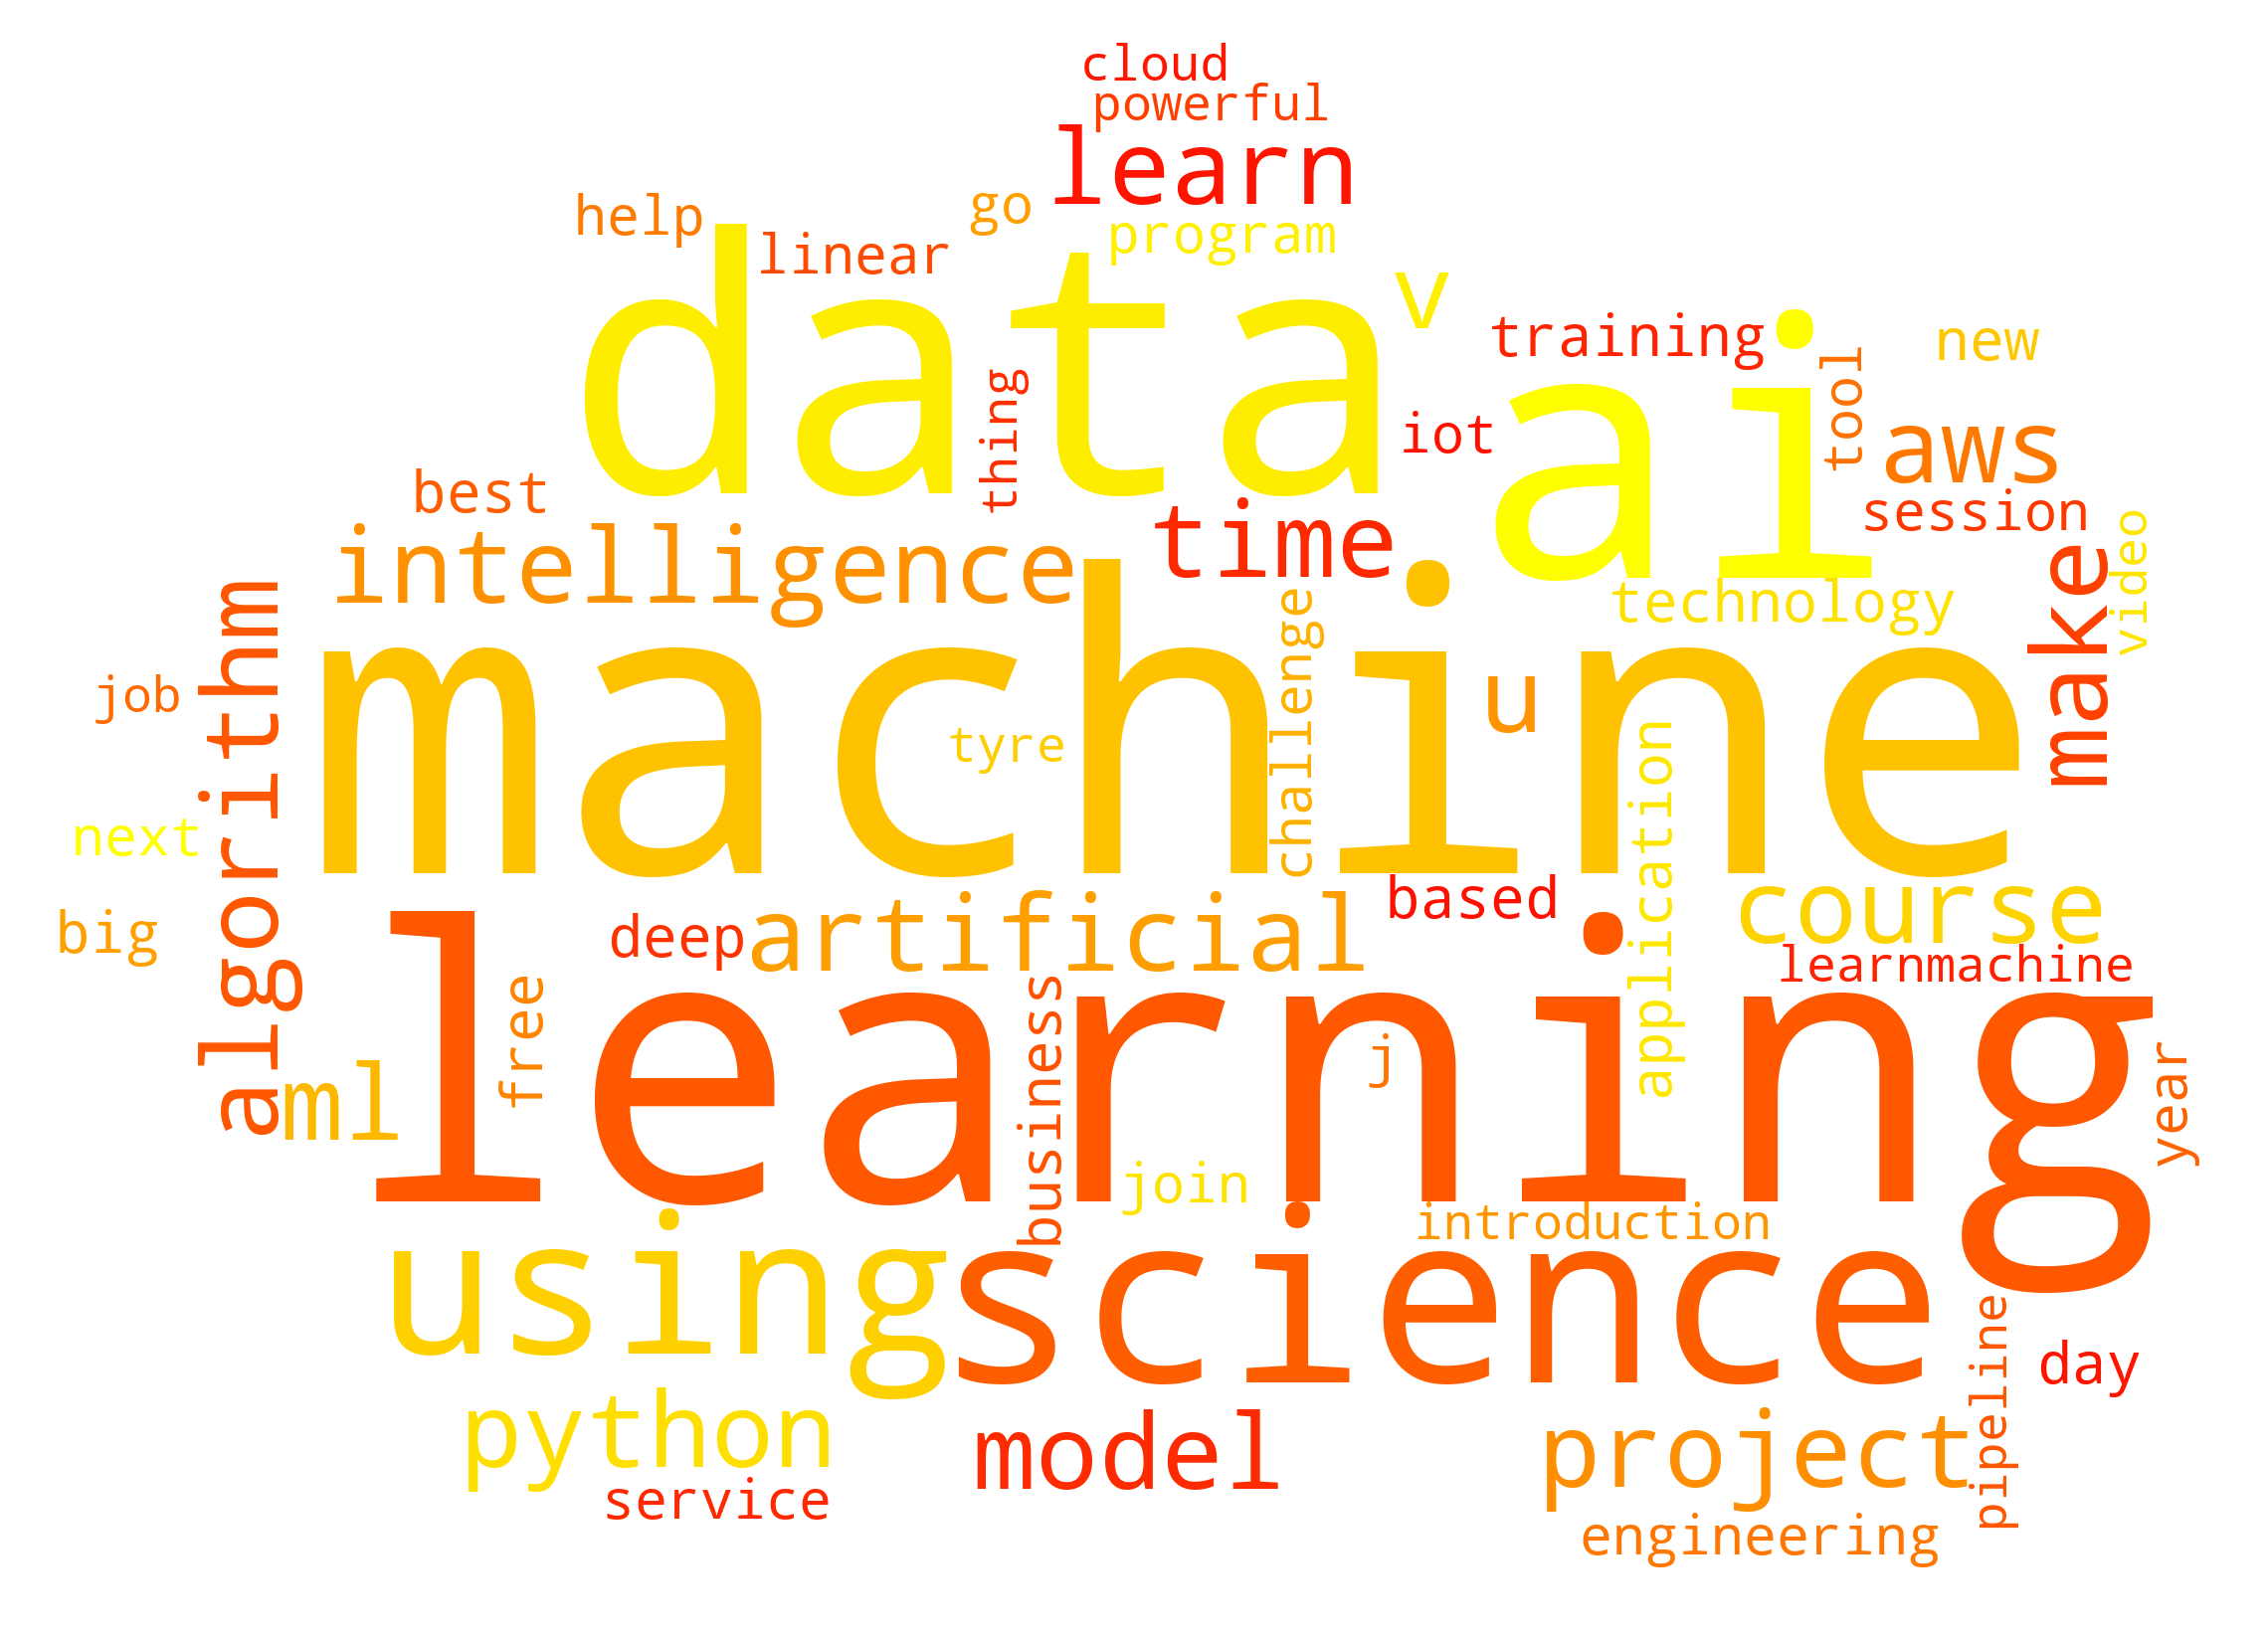 cloud
powerful
learn
help
go
linear
program
data
v
training
ai
new
tool
thing
iot
aws
best
session
intelligence
time
video
technology
make
algorithm
machine
challenge
u
job
tyre
application
next
big
based
course
deep
artificial
learnmachine
free
business
learning
j
year
ml
join
introduction
using
science
pipeline
day
python
model
project
service
engineering